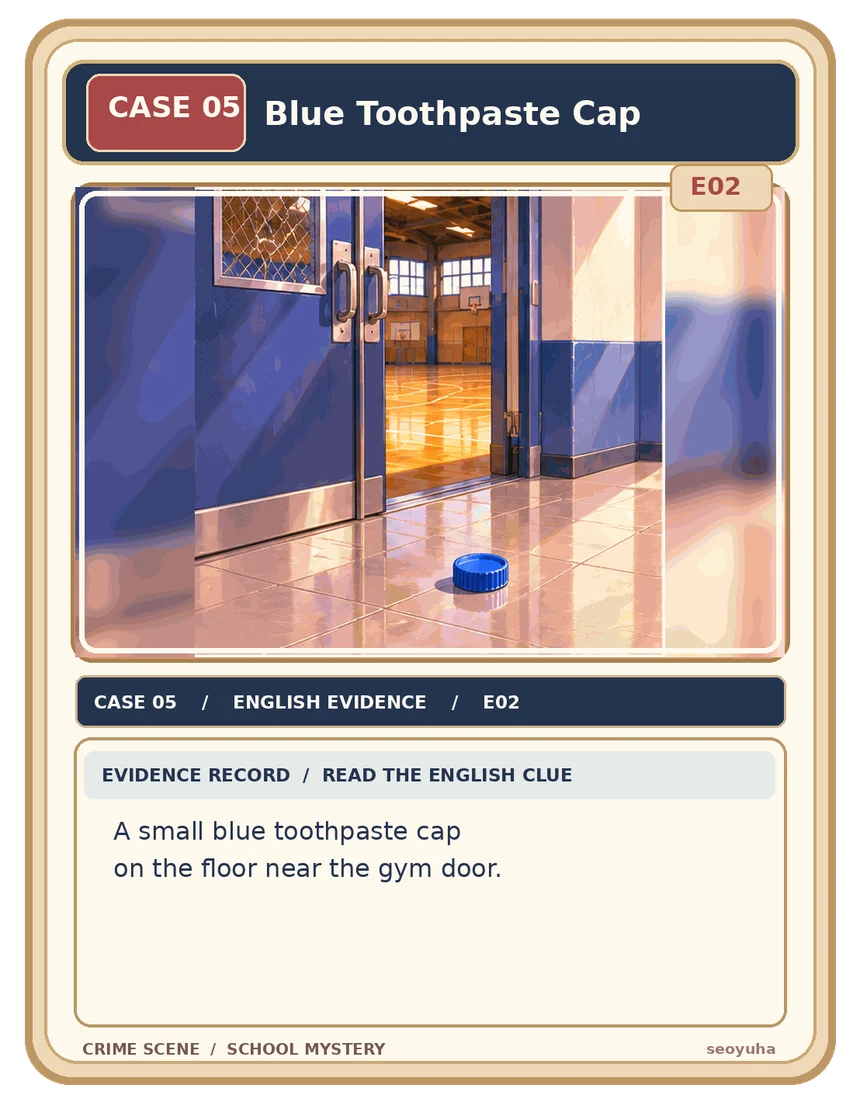 CASE 05 Blue Toothpaste Cap
E02
CASE 05 / ENGLISH EVIDENCE / E02
EVIDENCE RECORD / READ THE ENGLISH CLUE
A small blue toothpaste cap
on the floor near the gym door.
CRIME SCENE / SCHOOL MYSTERY seoyuha